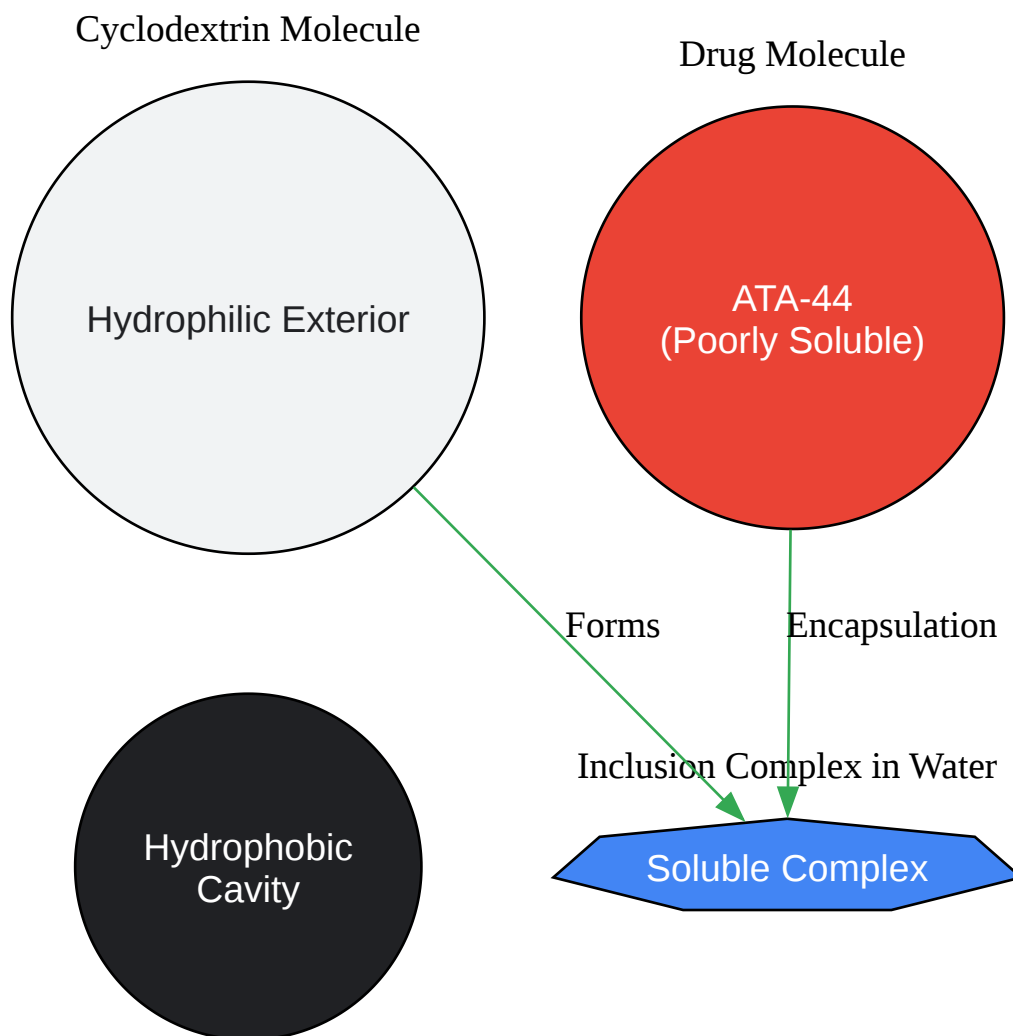 Cyclodextrin Molecule
Drug Molecule
Hydrophilic Exterior
ATA-44
(Poorly Soluble)
Forms
Encapsulation
Inclusion Complex in Water
Hydrophobic
Cavity
Soluble Complex